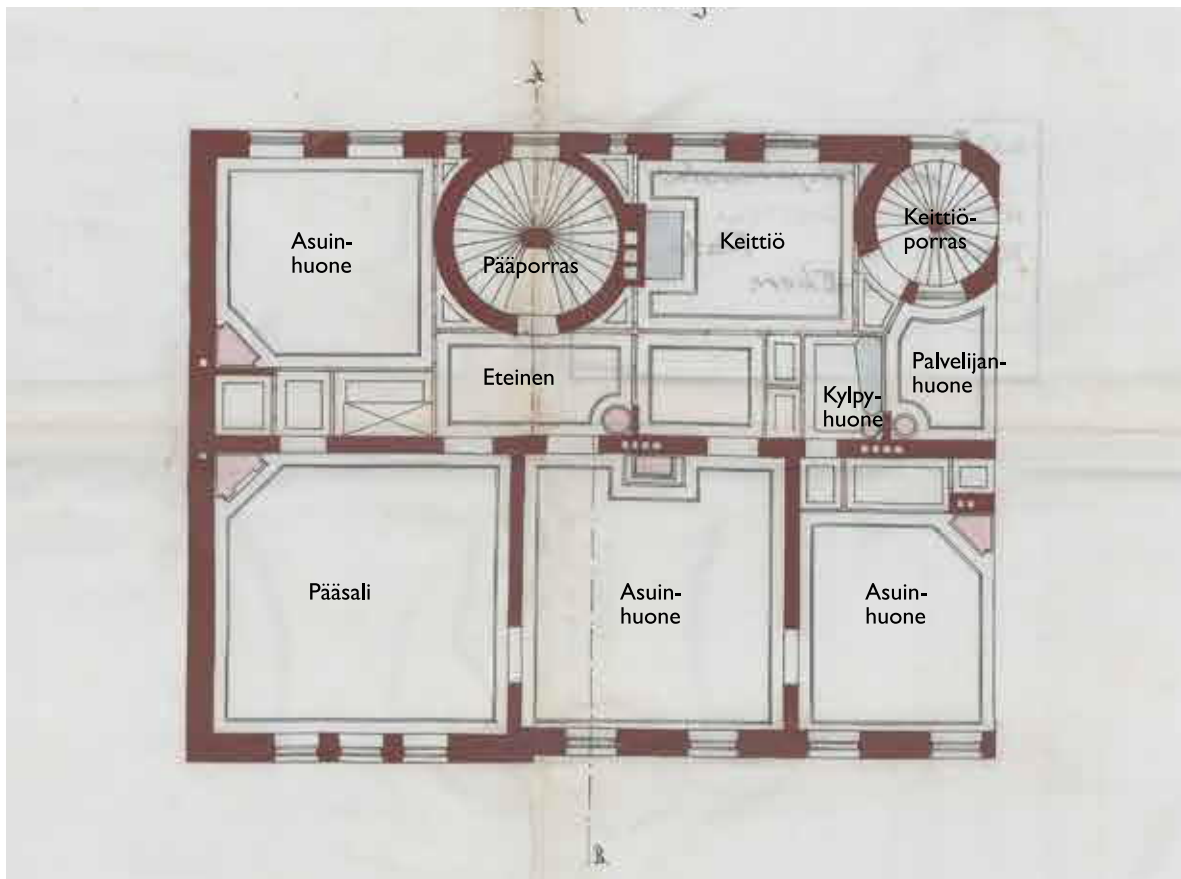 A
Asuin-
huone
Pääporras
Keittiö
Keittiö-
porras
Eteinen
Kylpy-
huone
Palvelijan-
huone
Pääsali
Asuin-
huone
Asuin-
huone
B